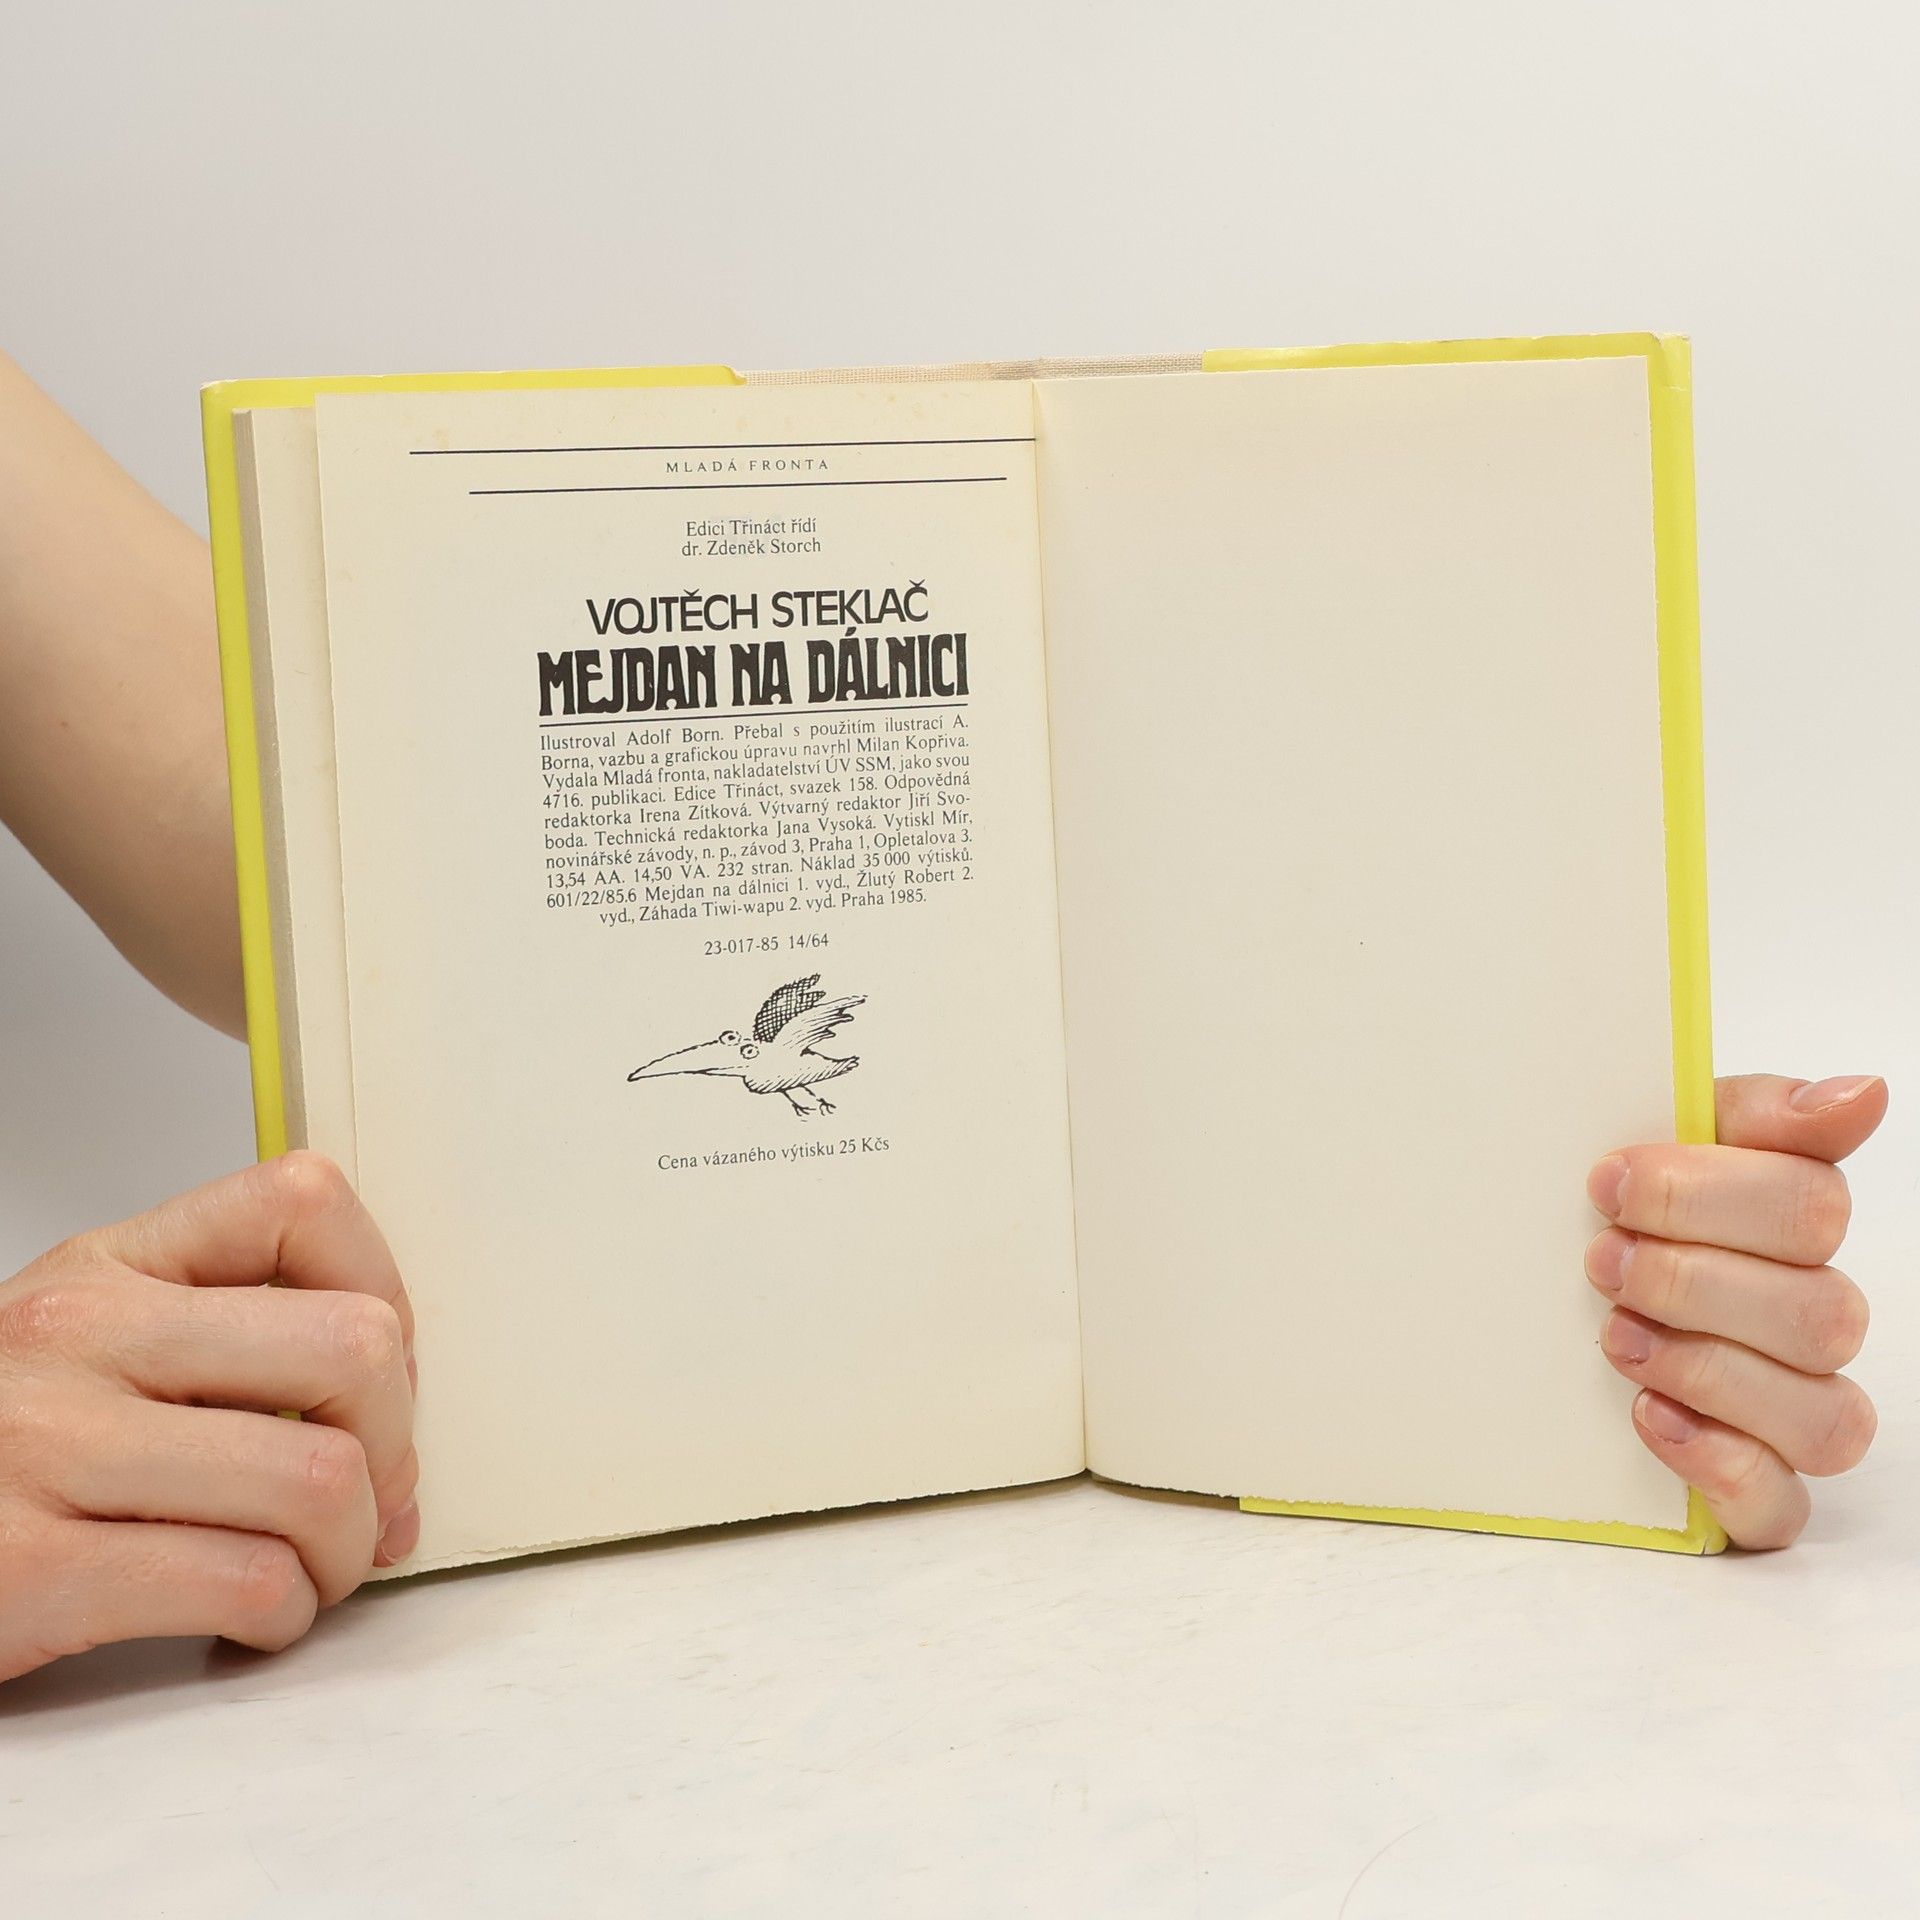 MLADÁ FRONTA
Edici Třináct řídí
dr. Zdeněk Storch
VOJTĚCH STEKLAČ
MEJDAN NA DÁLNICI
Ilustroval Adolf Born. Přebal s použitím ilustrací A.
Borna, vazbu a grafickou úpravu navrhl Milan Kopřiva.
Vydala Mladá fronta, nakladatelství ÚV SSM, jako svou
4716. publikaci. Edice Třináct, svazek 158. Odpovědná
redaktorka Irena Zítková. Výtvarný redaktor Jiří Svo-
boda. Technická redaktorka Jana Vysoká. Vytiskl Mír,
novinářské závody, n. p., závod 3, Praha 1, Opletalova 3.
13,54 AA. 14,50 VA. 232 stran. Náklad 35 000 výtisků.
601/22/85.6 Mejdan na dálnici 1. vyd., Žlutý Robert 2.
vyd., Záhada Tiwi-wapu 2. vyd. Praha 1985.
23-017-85 14/64
Cena vázaného výtisku 25 Kčs